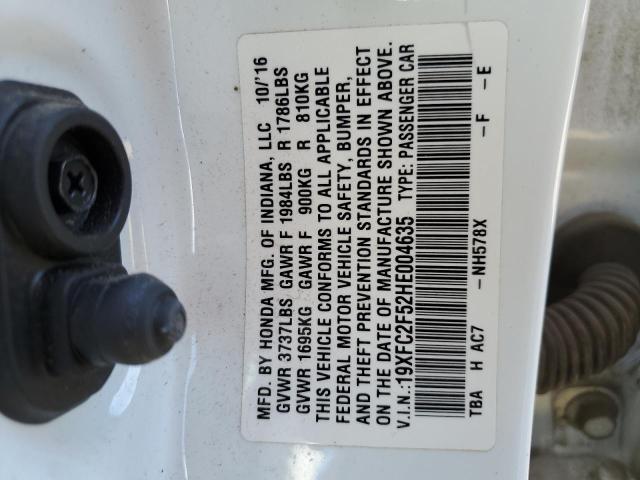 MFD. BY HONDA MFG. OF INDIANA, LLC 10/'16
GVWR 3737LBS GAWR F 1984LBS R 1786LBS
GVWR 1695KG GAWR F 900KG R 810KG
THIS VEHICLE CONFORMS TO ALL APPLICABLE
FEDERAL MOTOR VEHICLE SAFETY, BUMPER,
AND THEFT PREVENTION STANDARDS IN EFFECT
ON THE DATE OF MANUFACTURE SHOWN ABOVE.
V.I.N.:19XFC2F52HE004635 TYPE: PASSENGER CAR
TBA H AC7 -NH578X -F -E